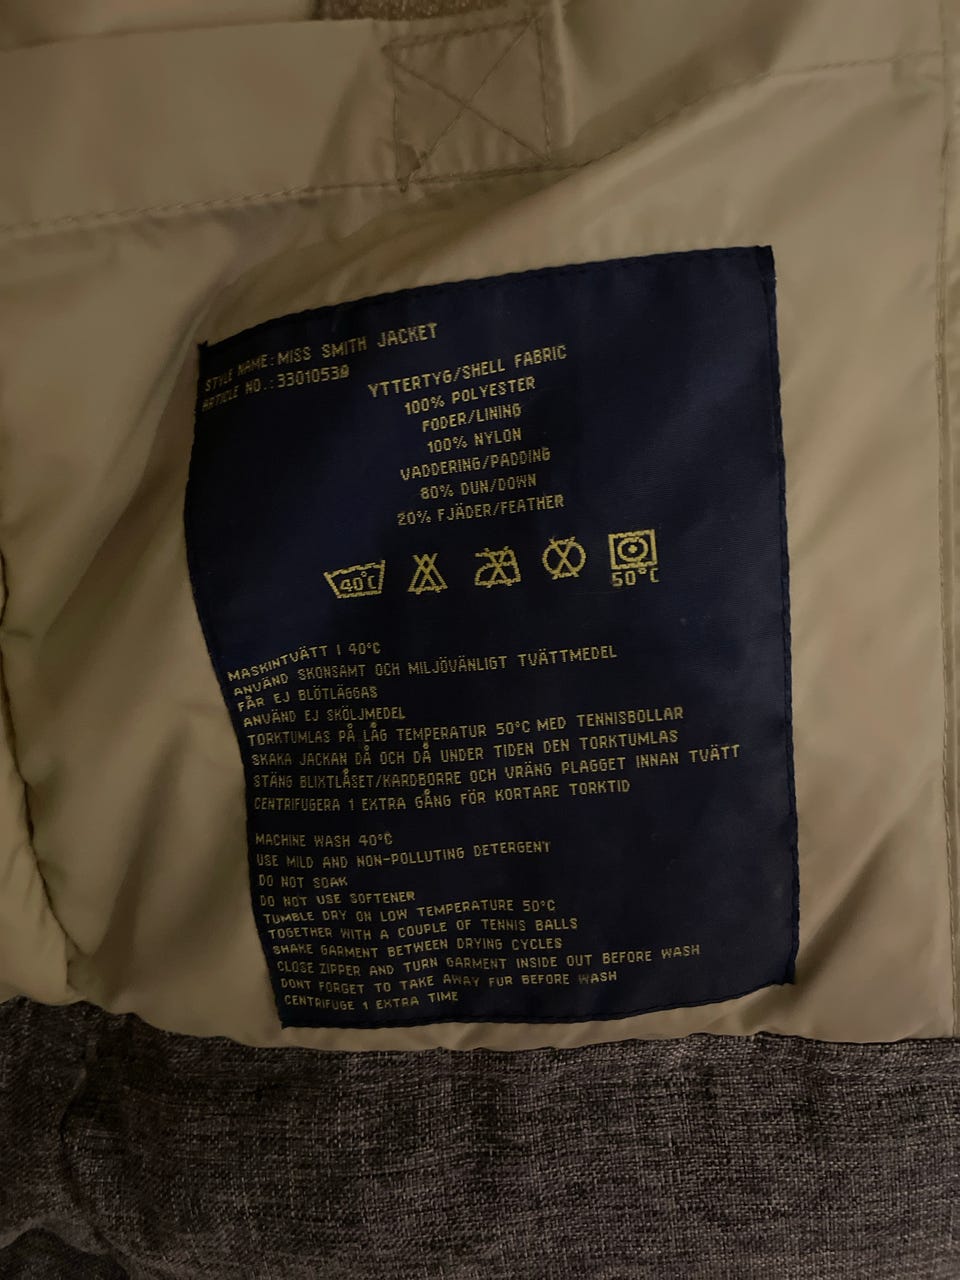 STYLE NAME: MISS SMITH JACKET
ARTICLE NO.:
YTTERTYG/SHELL FABRIC
100% POLYESTER
FODER/LINING
100% NYLON
VADDERING/PADDING
80% DUN/DOWN
20% FJÄDER/FEATHER
40°C
50°C
MASKINTVÄTT I 40°C
ANVÄND SKONSAMT OCH MILJÖVÄNLIGT TVÄTTMEDEL
FÅR EJ BLÖTLÄGGAS
ANVÄND EJ SKÖLJMEDEL
TORKTUMLAS PÅ LÅG TEMPERATUR 50°C MED TENNISBOLLAR
SKAKA JACKAN DÅ OCH DÅ UNDER TIDEN DEN TORKTUMLAS
STÄNG BLIXTLÅSET/KARDBORRE OCH VRÄNG PLAGGET INNAN TVÄTT
CENTRIFUGERA 1 EXTRA GÅNG FÖR KORTARE TORKTID
MACHINE WASH 40°C
USE MILD AND NON-POLLUTING DETERGENT
DO NOT SOAK
DO NOT USE SOFTENER
TUMBLE DRY ON LOW TEMPERATURE 50°C
TOGETHER WITH A COUPLE OF TENNIS BALLS
SHAKE GARMENT BETWEEN DRYING CYCLES
CLOSE ZIPPER AND TURN GARMENT INSIDE OUT BEFORE WASH
DONT FORGET TO TAKE AWAY FUR BEFORE WASH
CENTRIFUGE 1 EXTRA TIME